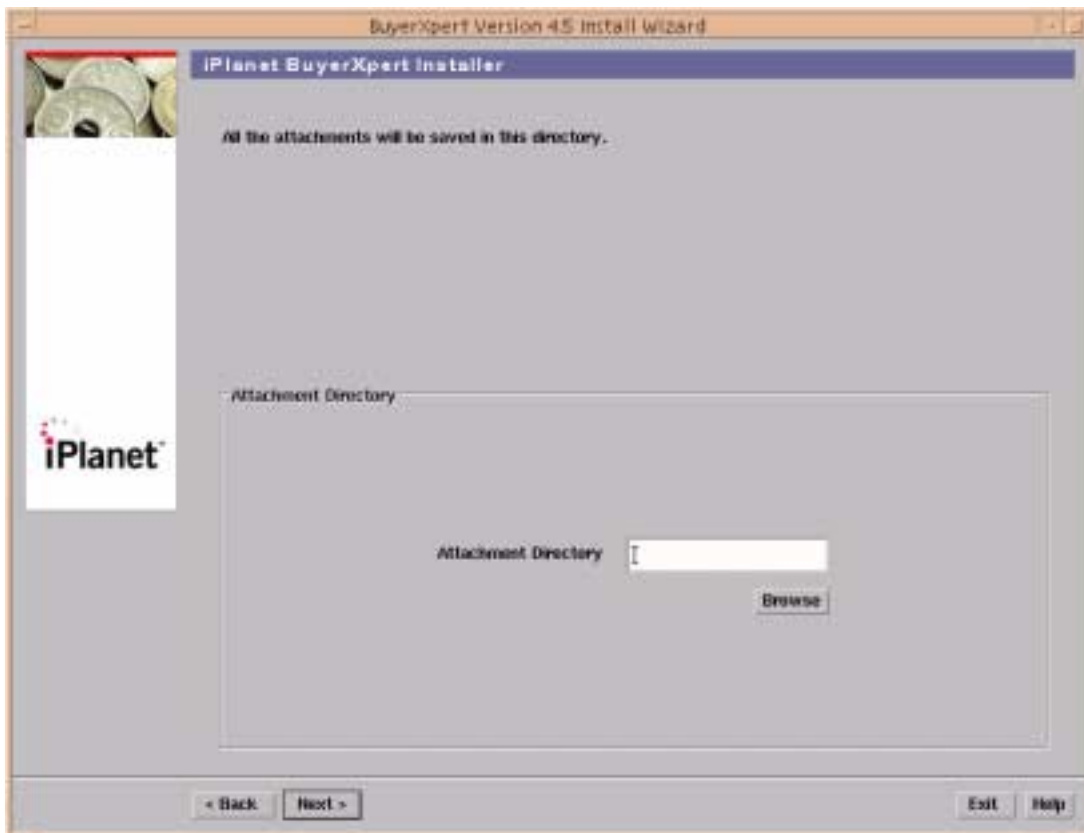 BuyerXpert Version 4.5 Install Wizard
iPlanet BuyerXpert Installer
All the attachments will be saved in this directory.
Attachment Directory
iPlanet
Attachment Directory
Browse
< Back
Next >
Exit
Help